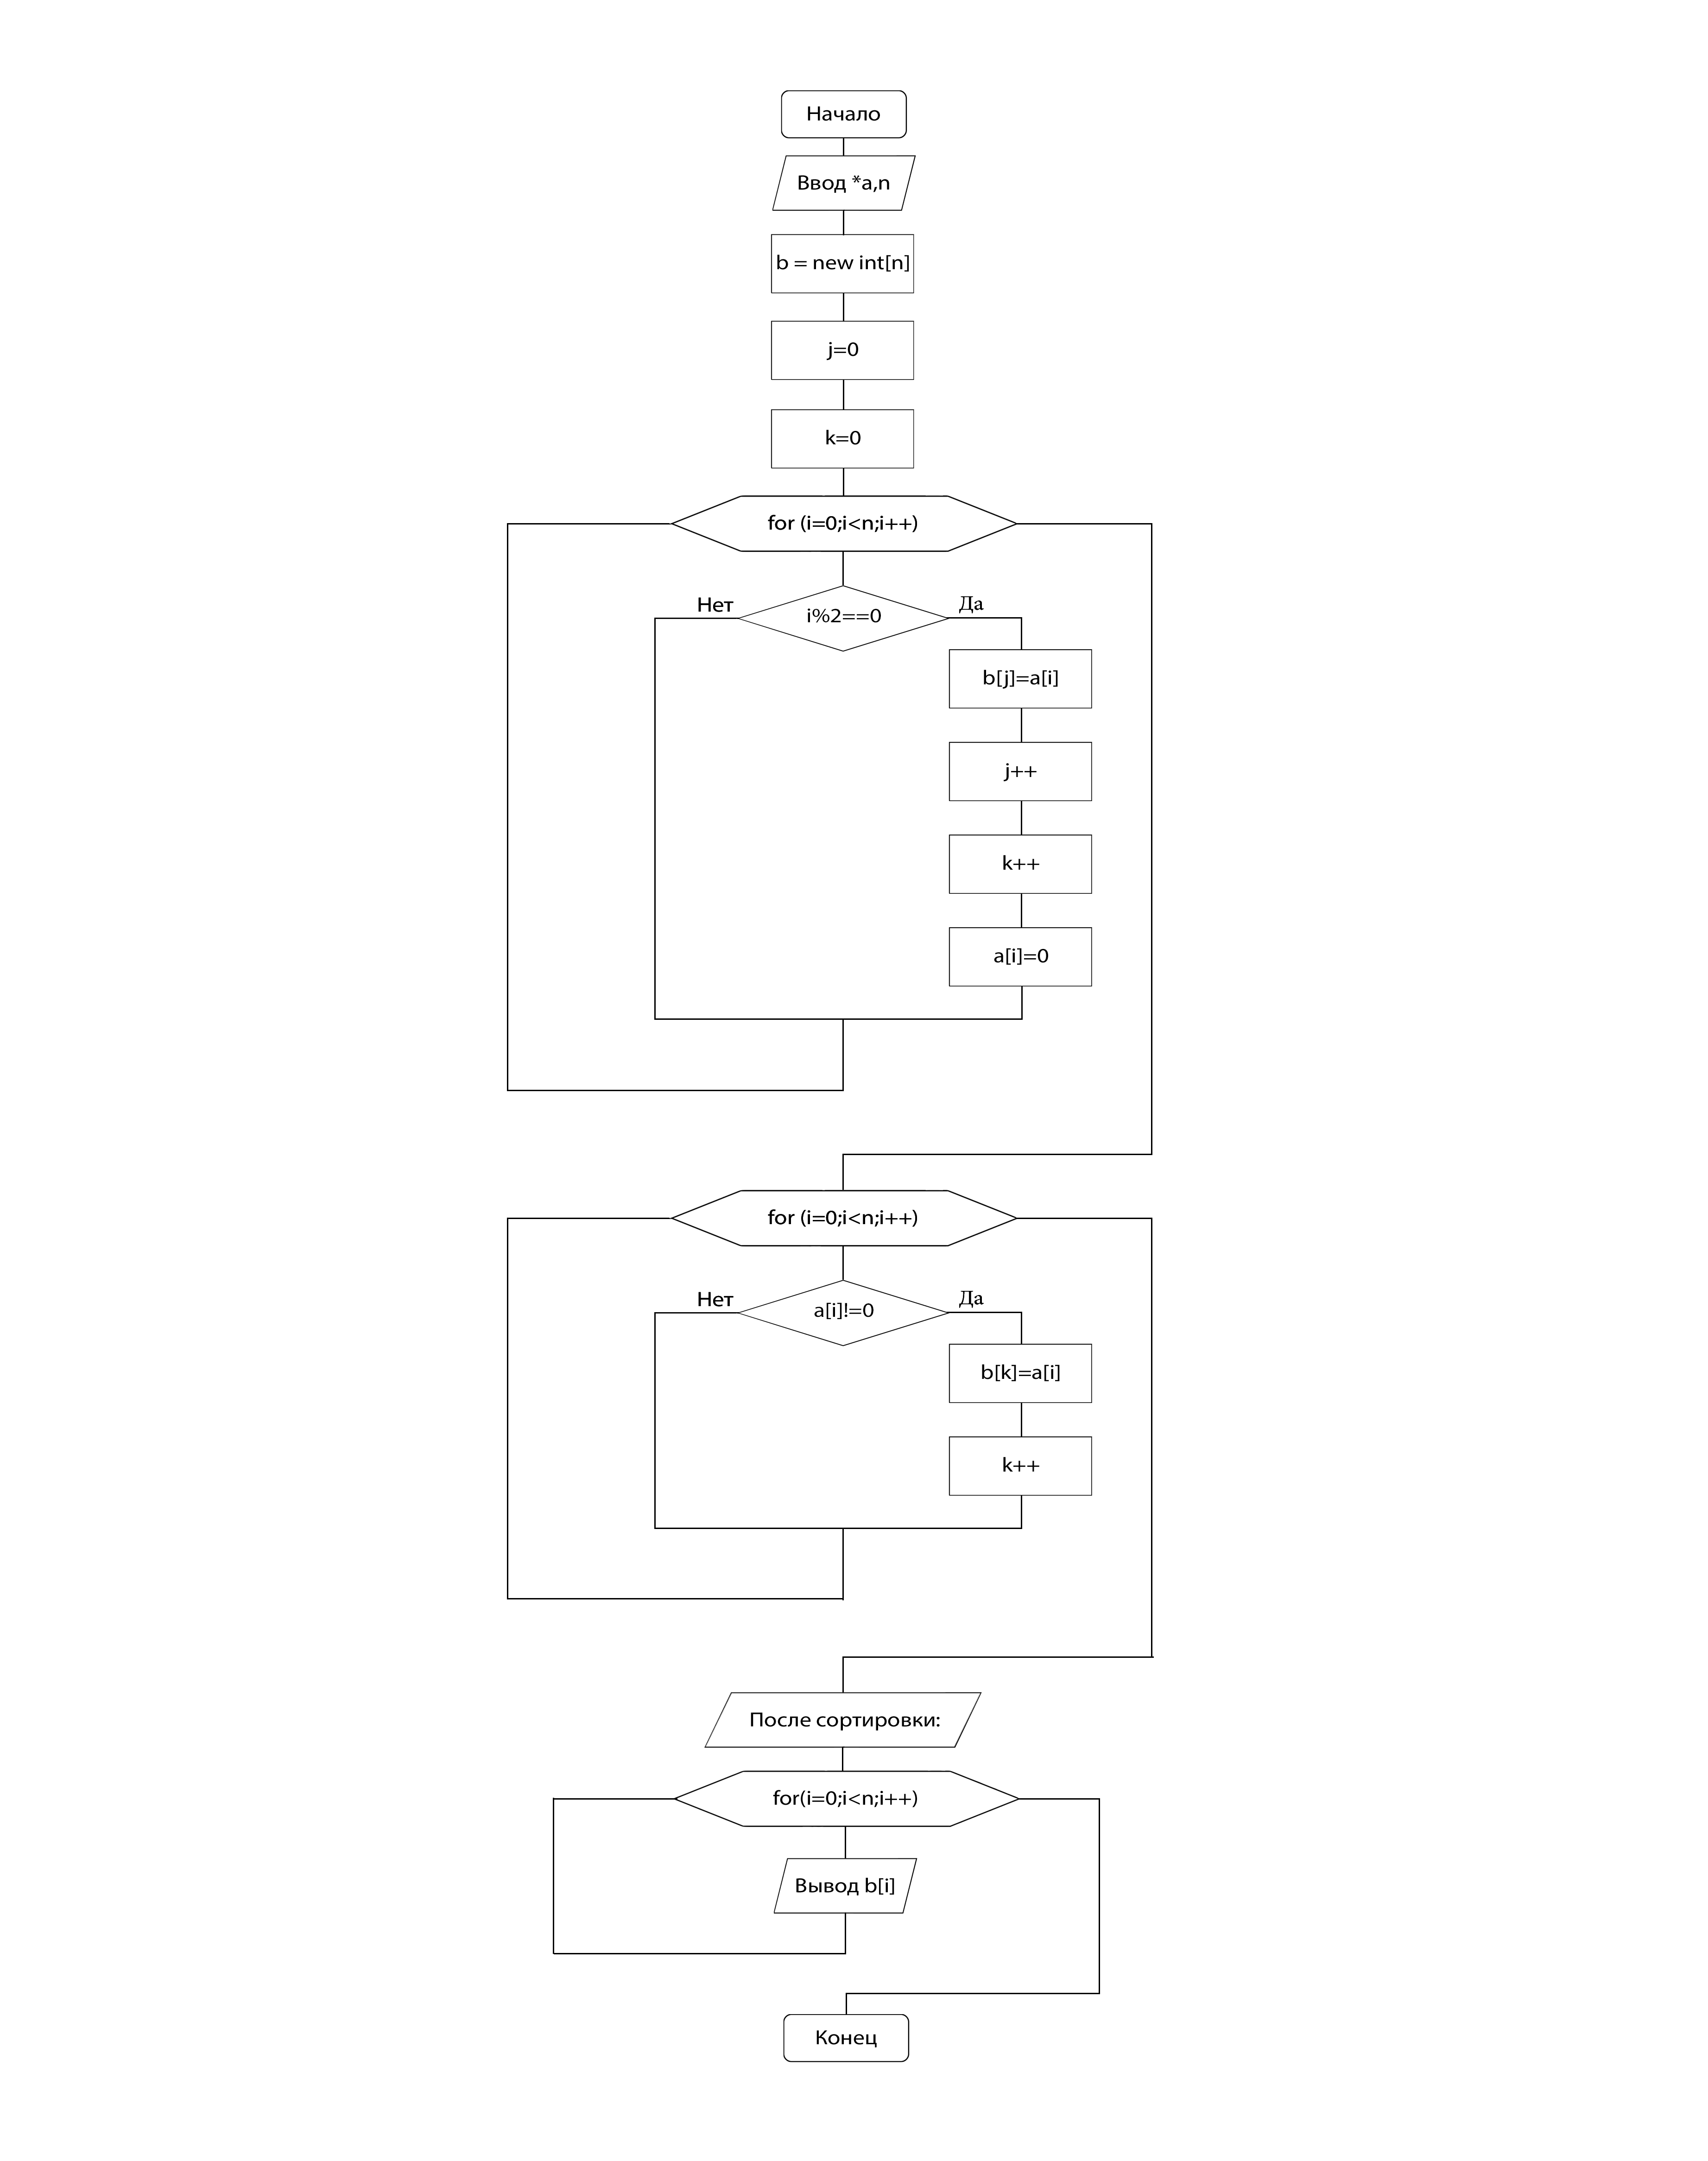 Начало
Ввод *a,n
b = new int[n]
j=0
k=0
for (i=0;i<n;i++)
Нет
i%2==0
Да
b[j]=a[i]
j++
k++
a[i]=0
for (i=0;i<n;i++)
Нет
a[i]!=0
Да
b[k]=a[i]
k++
После сортировки:
for(i=0;i<n;i++)
Вывод b[i]
Конец